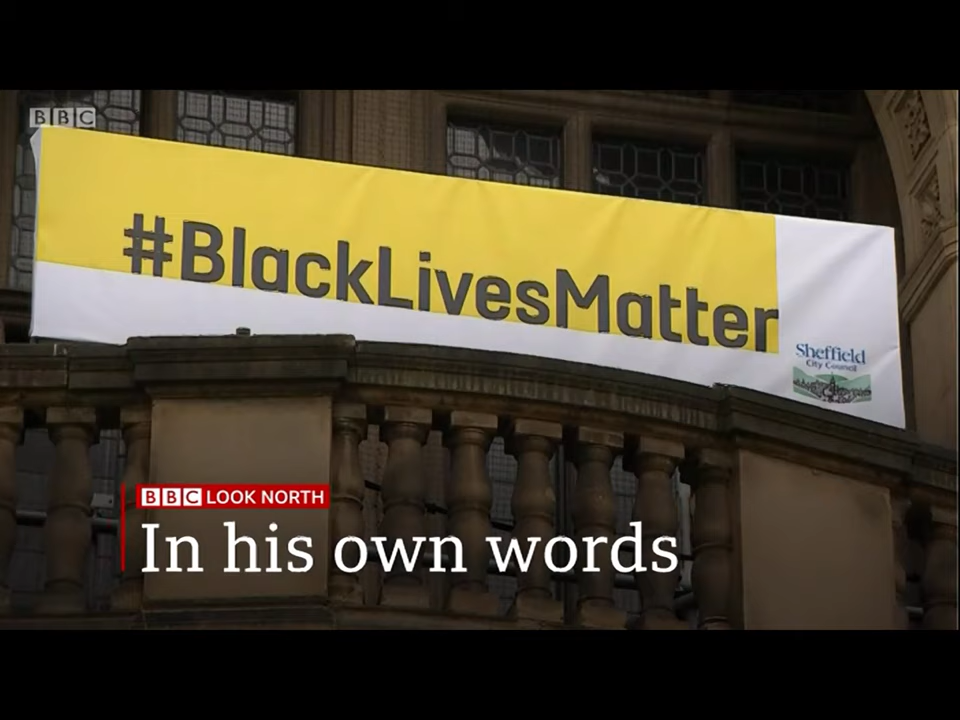 BBC
#BlackLivesMatter
Sheffield
City Council
BBC LOOK NORTH
In his own words